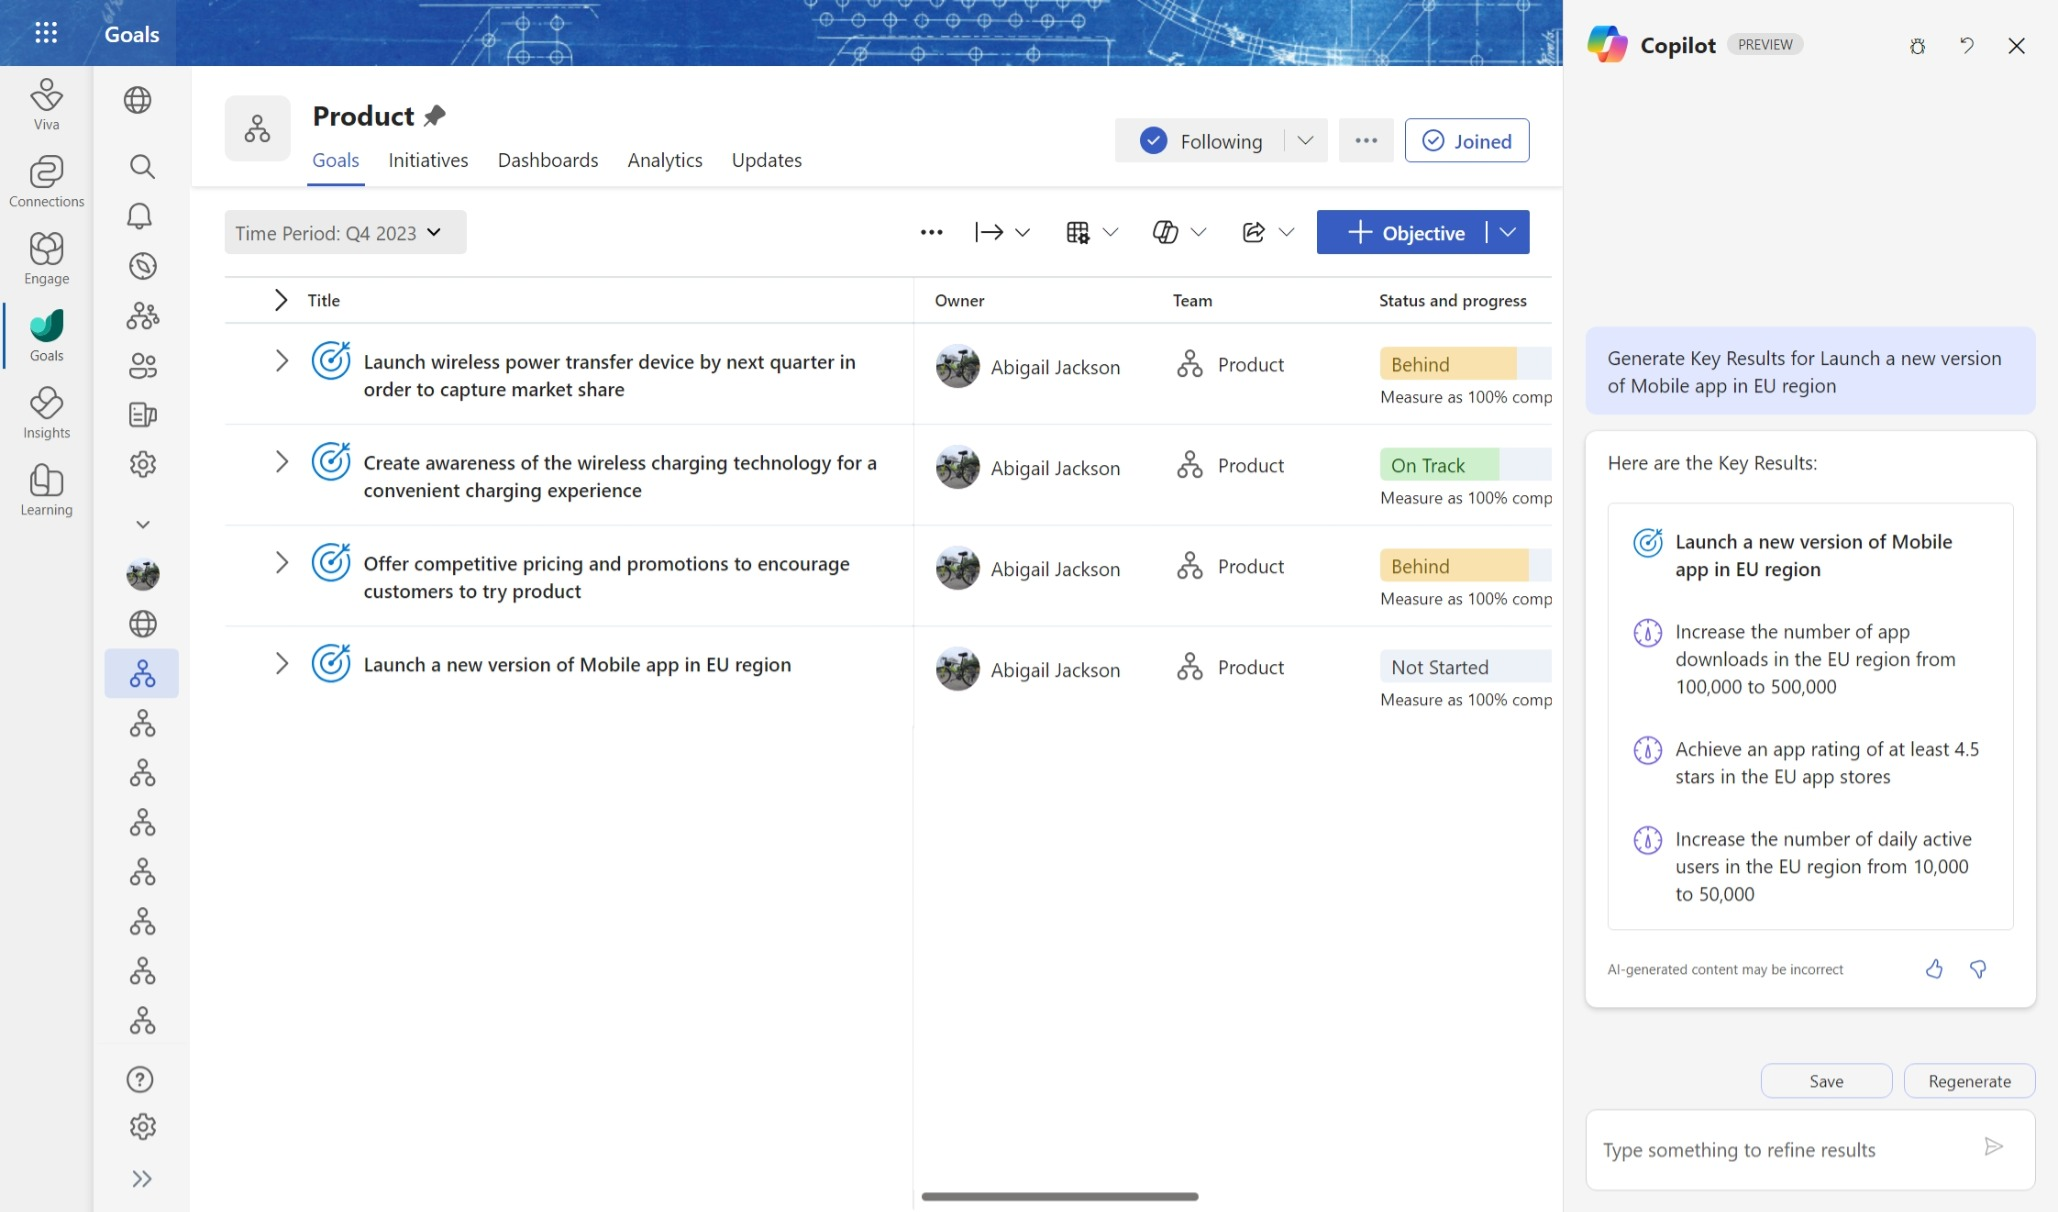 Goals
Copilot
PREVIEW
Viva
Connections
Engage
Goals
Insights
Learning
Product
Goals
Initiatives
Dashboards
Analytics
Updates
Following
Joined
Time Period: Q4 2023
Objective
Title
Owner
Team
Status and progress
Launch wireless power transfer device by next quarter in
order to capture market share
Abigail Jackson
Product
Behind
Measure as 100% comp
Create awareness of the wireless charging technology for a
convenient charging experience
Abigail Jackson
Product
On Track
Measure as 100% comp
Offer competitive pricing and promotions to encourage
customers to try product
Abigail Jackson
Product
Behind
Measure as 100% comp
Launch a new version of Mobile app in EU region
Abigail Jackson
Product
Not Started
Measure as 100% comp
Generate Key Results for Launch a new version
of Mobile app in EU region
Here are the Key Results:
Launch a new version of Mobile
app in EU region
Increase the number of app
downloads in the EU region from
100,000 to 500,000
Achieve an app rating of at least 4.5
stars in the EU app stores
Increase the number of daily active
users in the EU region from 10,000
to 50,000
AI-generated content may be incorrect
Save
Regenerate
Type something to refine results